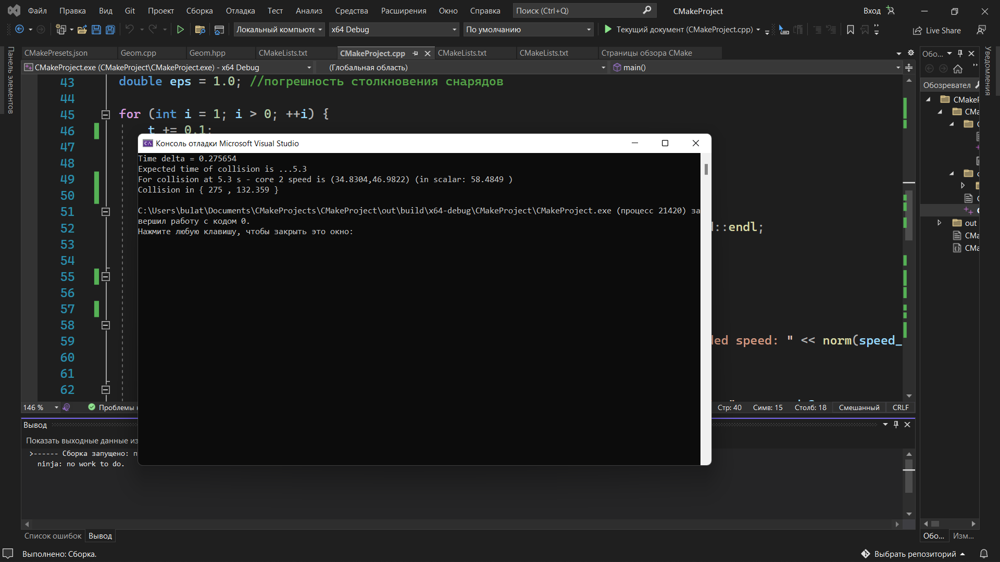 Файл Правка Вид Git Проект Сборка Отладка Тест Анализ Средства Расширения Окно Справка Поиск (Ctrl+Q) CMakeProject Вход
Локальный компьюте x64 Debug По умолчанию Текущий документ (CMakeProject.cpp) Live Share
CMakePresets.json Geom.cpp Geom.hpp CMakeLists.txt CMakeProject.cpp CMakeLists.txt CMakeLists.txt Страницы обзора CMake
CMakeProject.exe (CMakeProject\CMakeProject.exe) - x64 Debug (Глобальная область) main()
Панель элементов
43 double eps = 1.0; //погрешность столкновения снарядов
44
45 for (int i = 1; i > 0; ++i) {
46 t += 0.1;
47
48
49
50
51
52 ::endl;
53
54
55
56
57
58
59 led speed: " << norm(speed_
60
61
62
Консоль отладки Microsoft Visual Studio
Time delta = 0.275654
Expected time of collision is ...5.3
For collision at 5.3 s - core 2 speed is (34.8304,46.9822) (in scalar: 58.4849 )
Collision in { 275 , 132.359 }
C:\Users\bulat\Documents\CMakeProjects\CMakeProject\out\build\x64-debug\CMakeProject\CMakeProject.exe (процесс 21420) за
вершил работу с кодом 0.
Нажмите любую клавишу, чтобы закрыть это окно:
146 % Проблемы Стр: 40 Симв: 15 Столб: 18 Смешанный CRLF
Вывод
Показать выходные данные из
>------ Сборка запущено: п
ninja: no work to do.
Список ошибок Вывод
Выполнено: Сборка. Выбрать репозиторий
Обо...
Обозревател
CMakeP
CMa
out
CMa
CMa
Обо... Изм...
Уведомления